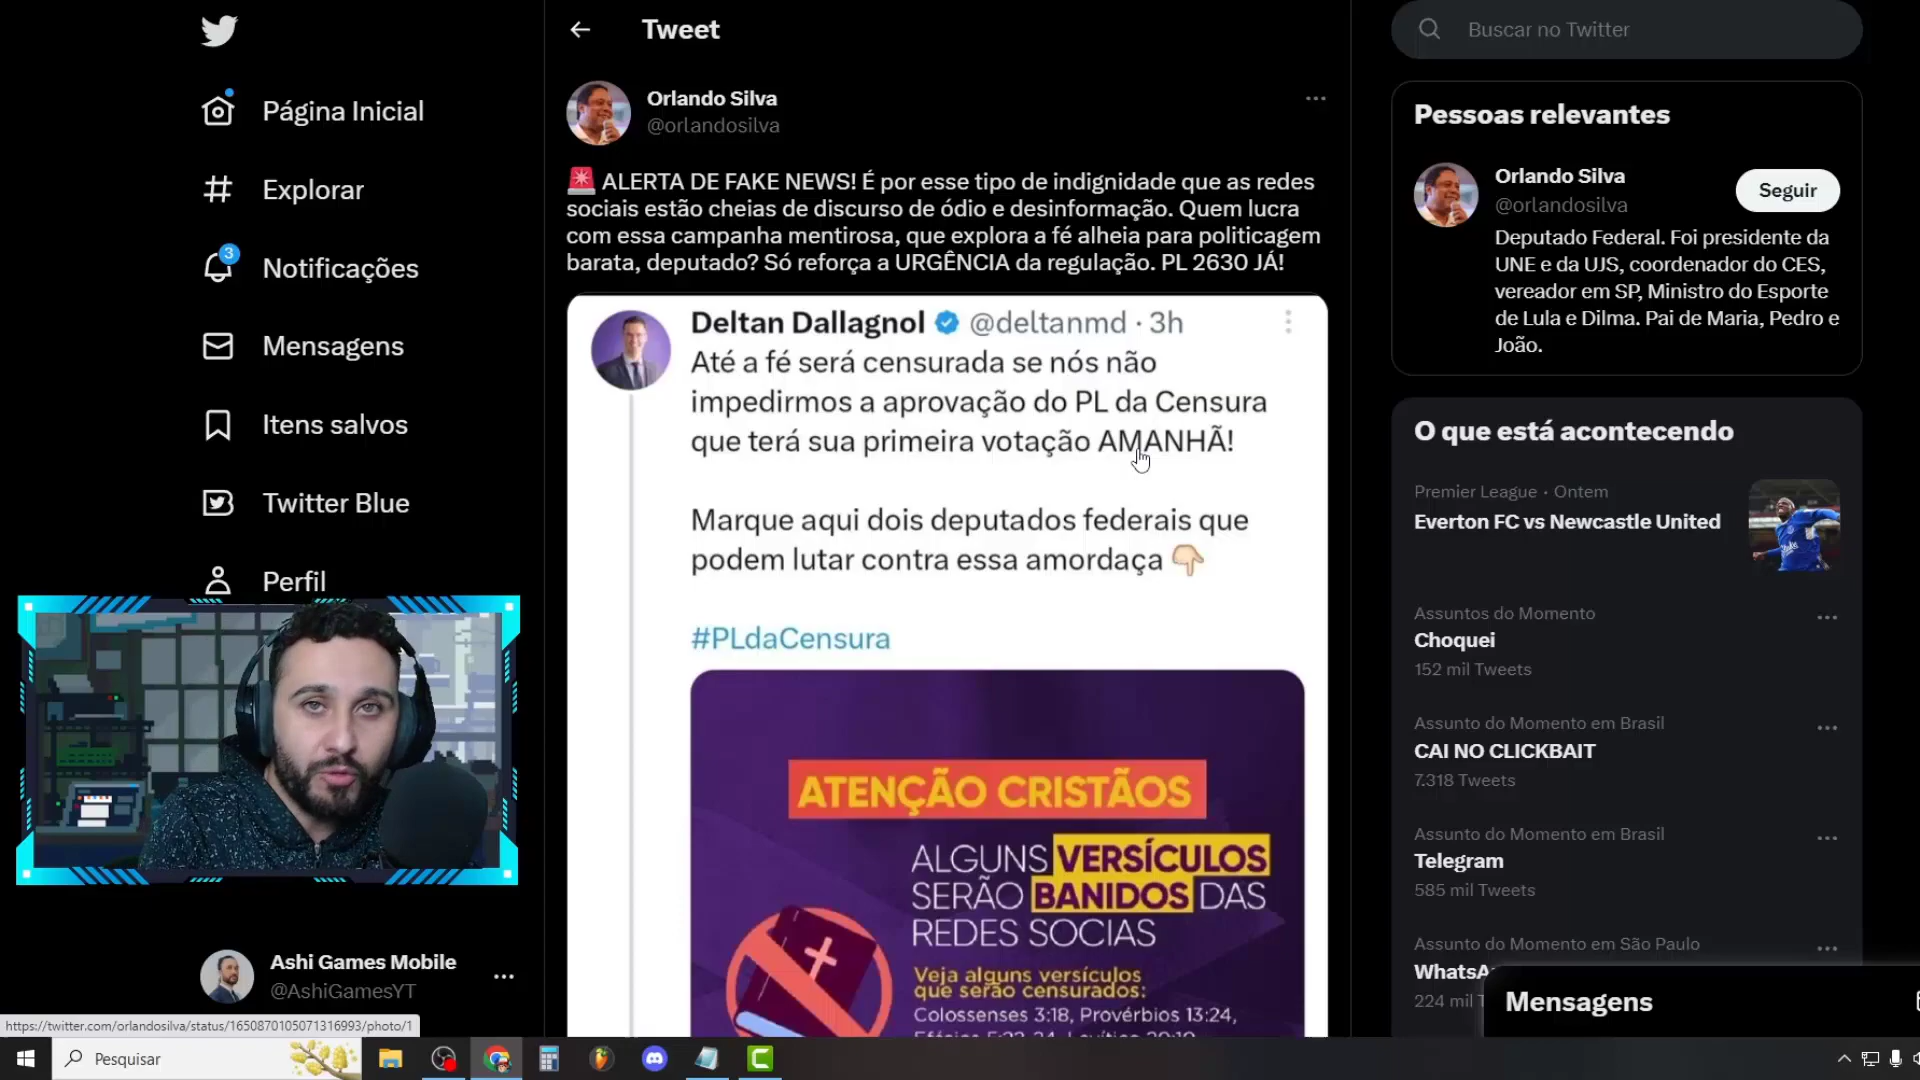 Página Inicial
Explorar
3
Notificações
Mensagens
Itens salvos
Twitter Blue
Perfil
Ashi Games Mobile
@AshiGamesYT
Tweet
Orlando Silva
@orlandosilva
🚨 ALERTA DE FAKE NEWS! É por esse tipo de indignidade que as redes
sociais estão cheias de discurso de ódio e desinformação. Quem lucra
com essa campanha mentirosa, que explora a fé alheia para politicagem
barata, deputado? Só reforça a URGÊNCIA da regulação. PL 2630 JÁ!
Deltan Dallagnol @deltanmd · 3h
Até a fé será censurada se nós não
impedirmos a aprovação do PL da Censura
que terá sua primeira votação AMANHÃ!
Marque aqui dois deputados federais que
podem lutar contra essa amordaça 👇🏻
#PLdaCensura
ATENÇÃO CRISTÃOS
ALGUNS VERSÍCULOS
SERÃO BANIDOS DAS
REDES SOCIAS
Veja alguns versículos
que serão censurados:
Colossenses 3:18, Provérbios 13:24,
Buscar no Twitter
Pessoas relevantes
Orlando Silva
@orlandosilva
Seguir
Deputado Federal. Foi presidente da
UNE e da UJS, coordenador do CES,
vereador em SP, Ministro do Esporte
de Lula e Dilma. Pai de Maria, Pedro e
João.
O que está acontecendo
Premier League · Ontem
Everton FC vs Newcastle United
Assuntos do Momento
Choquei
152 mil Tweets
Assunto do Momento em Brasil
CAI NO CLICKBAIT
7.318 Tweets
Assunto do Momento em Brasil
Telegram
585 mil Tweets
Assunto do Momento em São Paulo
224 mil
Mensagens
https://twitter.com/orlandosilva/status/1650870105071316993/photo/1
Pesquisar